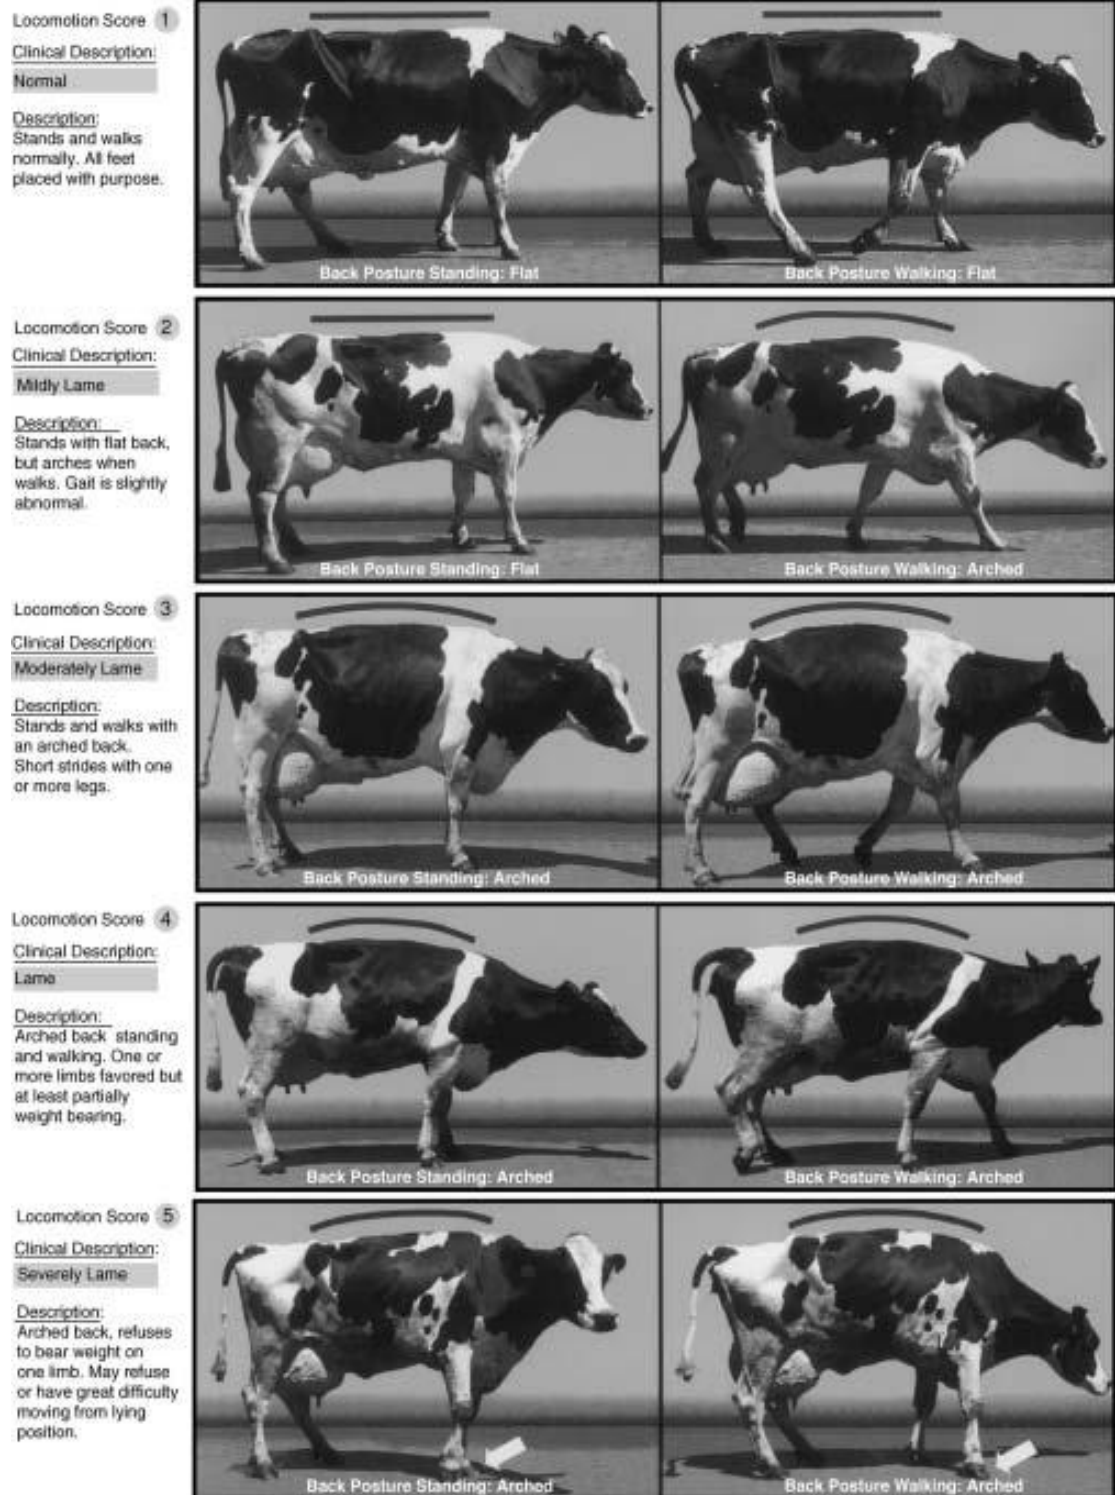 Locomotion Score 1
Clinical Description:
Normal
Description:
Stands and walks
normally. All feet
placed with purpose.
Back Posture Standing: Flat
Back Posture Walking: Flat
Locomotion Score 2
Clinical Description:
Mildly Lame
Description:
Stands with flat back,
but arches when
walks. Gait is slightly
abnormal.
Back Posture Standing: Flat
Back Posture Walking: Arched
Locomotion Score 3
Clinical Description:
Moderately Lame
Description:
Stands and walks with
an arched back.
Short strides with one
or more legs.
Back Posture Standing: Arched
Back Posture Walking: Arched
Locomotion Score 4
Clinical Description:
Lame
Description:
Arched back standing
and walking. One or
more limbs favored but
at least partially
weight bearing.
Back Posture Standing: Arched
Back Posture Walking: Arched
Locomotion Score 5
Clinical Description:
Severely Lame
Description:
Arched back, refuses
to bear weight on
one limb. May refuse
or have great difficulty
moving from lying
position.
Back Posture Standing: Arched
Back Posture Walking: Arched